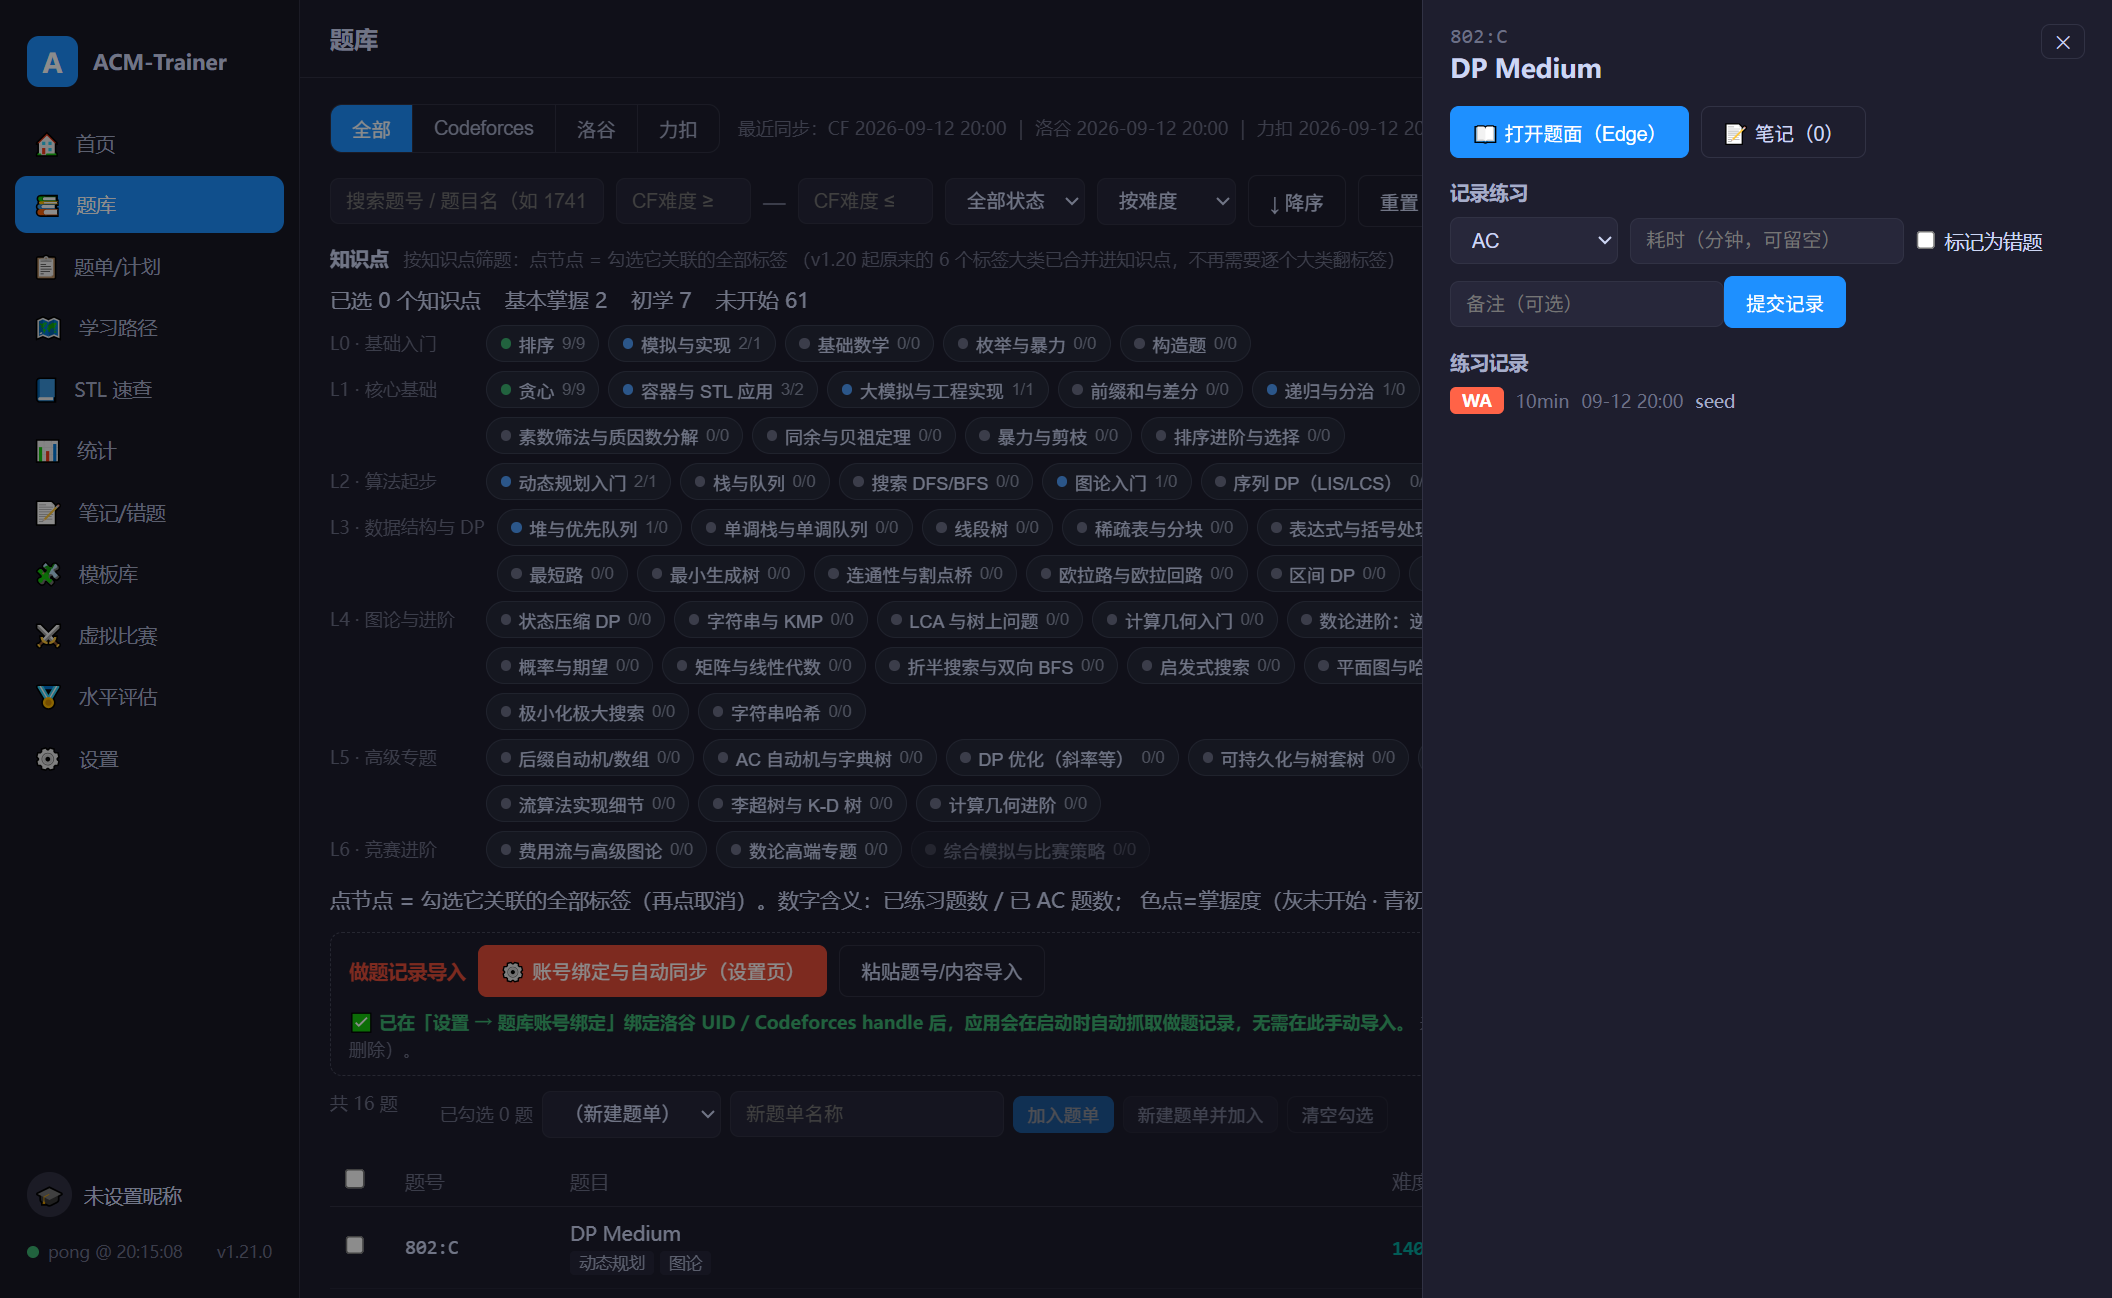 A ACM-Trainer
首页
题库
题单/计划
学习路径
STL 速查
统计
笔记/错题
模板库
虚拟比赛
水平评估
设置
未设置昵称
pong @ 20:15:08 v1.21.0
题库
全部 Codeforces 洛谷 力扣 最近同步：CF 2026-09-12 20:00 | 洛谷 2026-09-12 20:00 | 力扣 2026-09-12 20
搜索题号 / 题目名（如 1741 CF难度 ≥ — CF难度 ≤ 全部状态 按难度 ↓ 降序 重置
知识点 按知识点筛题：点节点 = 勾选它关联的全部标签 （v1.20 起原来的 6 个标签大类已合并进知识点，不再需要逐个大类翻标签）
已选 0 个知识点 基本掌握 2 初学 7 未开始 61
L0 · 基础入门 排序 9/9 模拟与实现 2/1 基础数学 0/0 枚举与暴力 0/0 构造题 0/0
L1 · 核心基础 贪心 9/9 容器与 STL 应用 3/2 大模拟与工程实现 1/1 前缀和与差分 0/0 递归与分治 1/0
素数筛法与质因数分解 0/0 同余与贝祖定理 0/0 暴力与剪枝 0/0 排序进阶与选择 0/0
L2 · 算法起步 动态规划入门 2/1 栈与队列 0/0 搜索 DFS/BFS 0/0 图论入门 1/0 序列 DP（LIS/LCS） 0/
L3 · 数据结构与 DP 堆与优先队列 1/0 单调栈与单调队列 0/0 线段树 0/0 稀疏表与分块 0/0 表达式与括号处理
最短路 0/0 最小生成树 0/0 连通性与割点桥 0/0 欧拉路与欧拉回路 0/0 区间 DP 0/0
L4 · 图论与进阶 状态压缩 DP 0/0 字符串与 KMP 0/0 LCA 与树上问题 0/0 计算几何入门 0/0 数论进阶：逆
概率与期望 0/0 矩阵与线性代数 0/0 折半搜索与双向 BFS 0/0 启发式搜索 0/0 平面图与哈
极小化极大搜索 0/0 字符串哈希 0/0
L5 · 高级专题 后缀自动机/数组 0/0 AC 自动机与字典树 0/0 DP 优化（斜率等） 0/0 可持久化与树套树 0/0
流算法实现细节 0/0 李超树与 K-D 树 0/0 计算几何进阶 0/0
L6 · 竞赛进阶 费用流与高级图论 0/0 数论高端专题 0/0 综合模拟与比赛策略 0/0
点节点 = 勾选它关联的全部标签（再点取消）。数字含义：已练习题数 / 已 AC 题数； 色点=掌握度（灰未开始 · 青初
做题记录导入 账号绑定与自动同步（设置页） 粘贴题号/内容导入
已在「设置 → 题库账号绑定」绑定洛谷 UID / Codeforces handle 后，应用会在启动时自动抓取做题记录，无需在此手动导入。
删除）。
共 16 题 已勾选 0 题 （新建题单） 新题单名称 加入题单 新建题单并加入 清空勾选
题号 题目 难度
802:C DP Medium 140
动态规划 图论
802:C
DP Medium
打开题面（Edge） 笔记（0）
记录练习
AC 耗时（分钟，可留空） 标记为错题
备注（可选） 提交记录
练习记录
WA 10min 09-12 20:00 seed